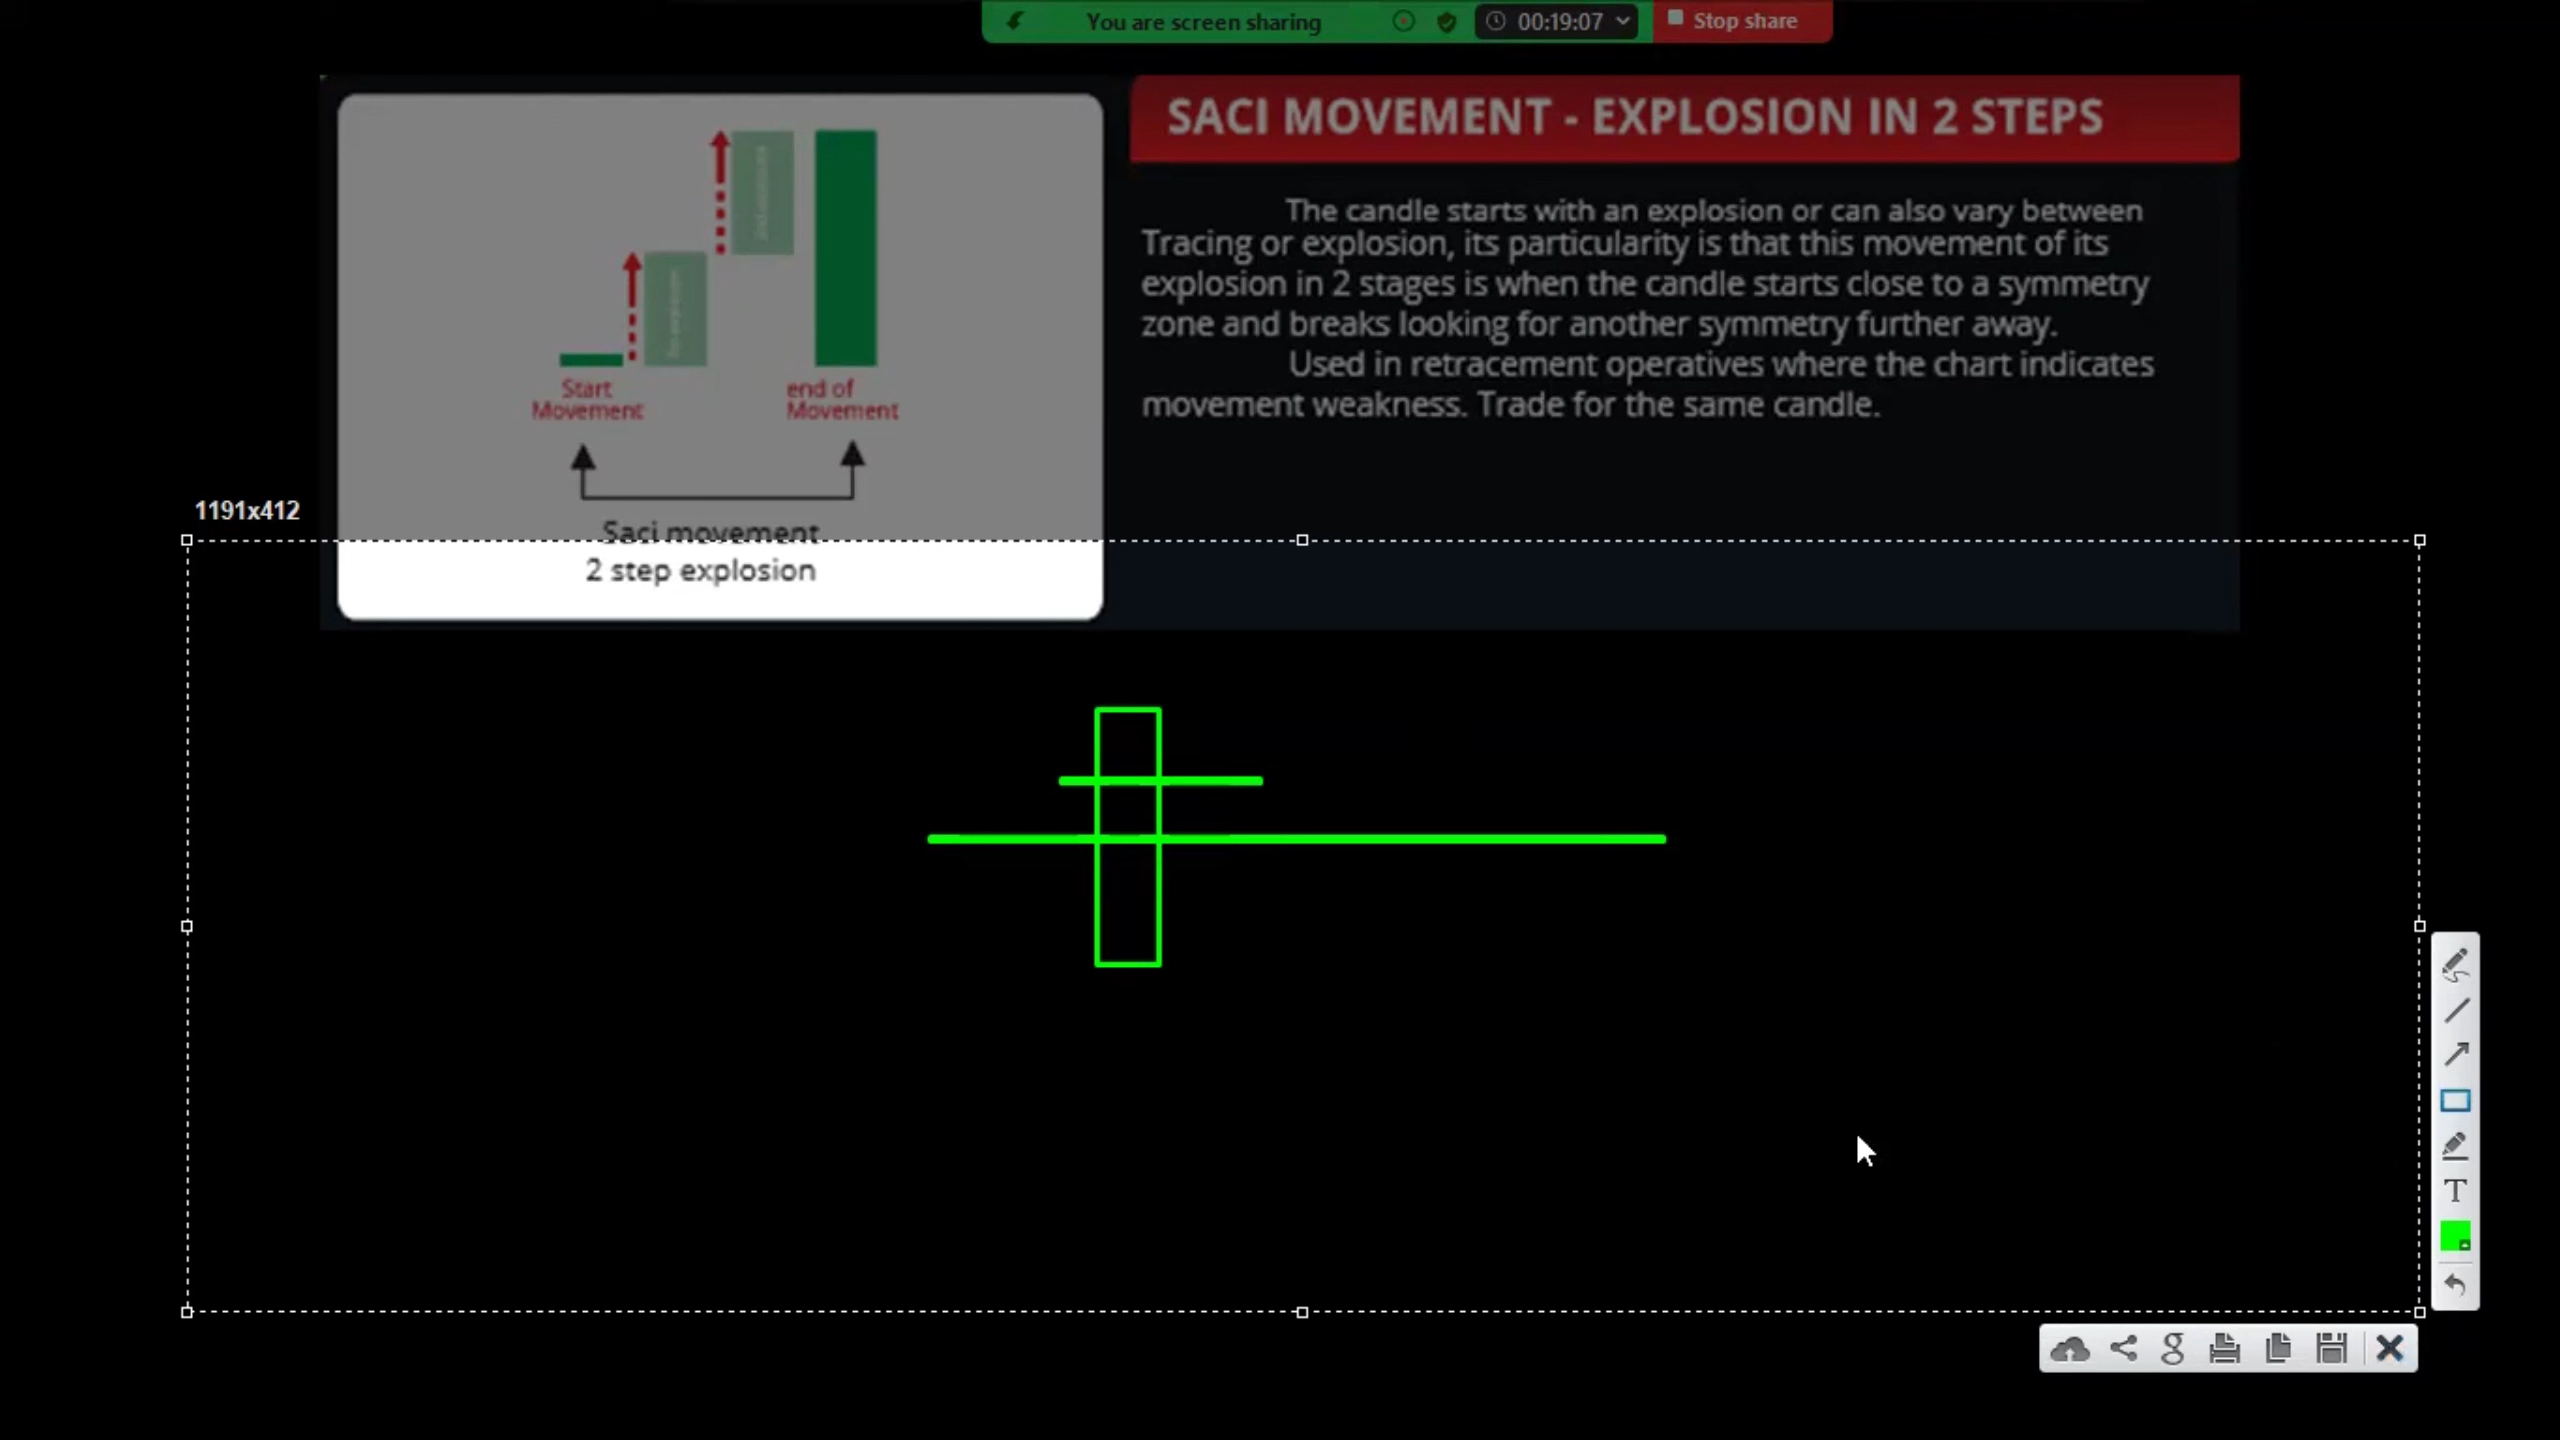 You are screen sharing
00:19:07
Stop share
SACI MOVEMENT - EXPLOSION IN 2 STEPS
The candle starts with an explosion or can also vary between
Tracing or explosion, its particularity is that this movement of its
explosion in 2 stages is when the candle starts close to a symmetry
zone and breaks looking for another symmetry further away.
Used in retracement operatives where the chart indicates
movement weakness. Trade for the same candle.
Start
Movement
end of
Movement
Saci movement
2 step explosion
1191x412
T
g